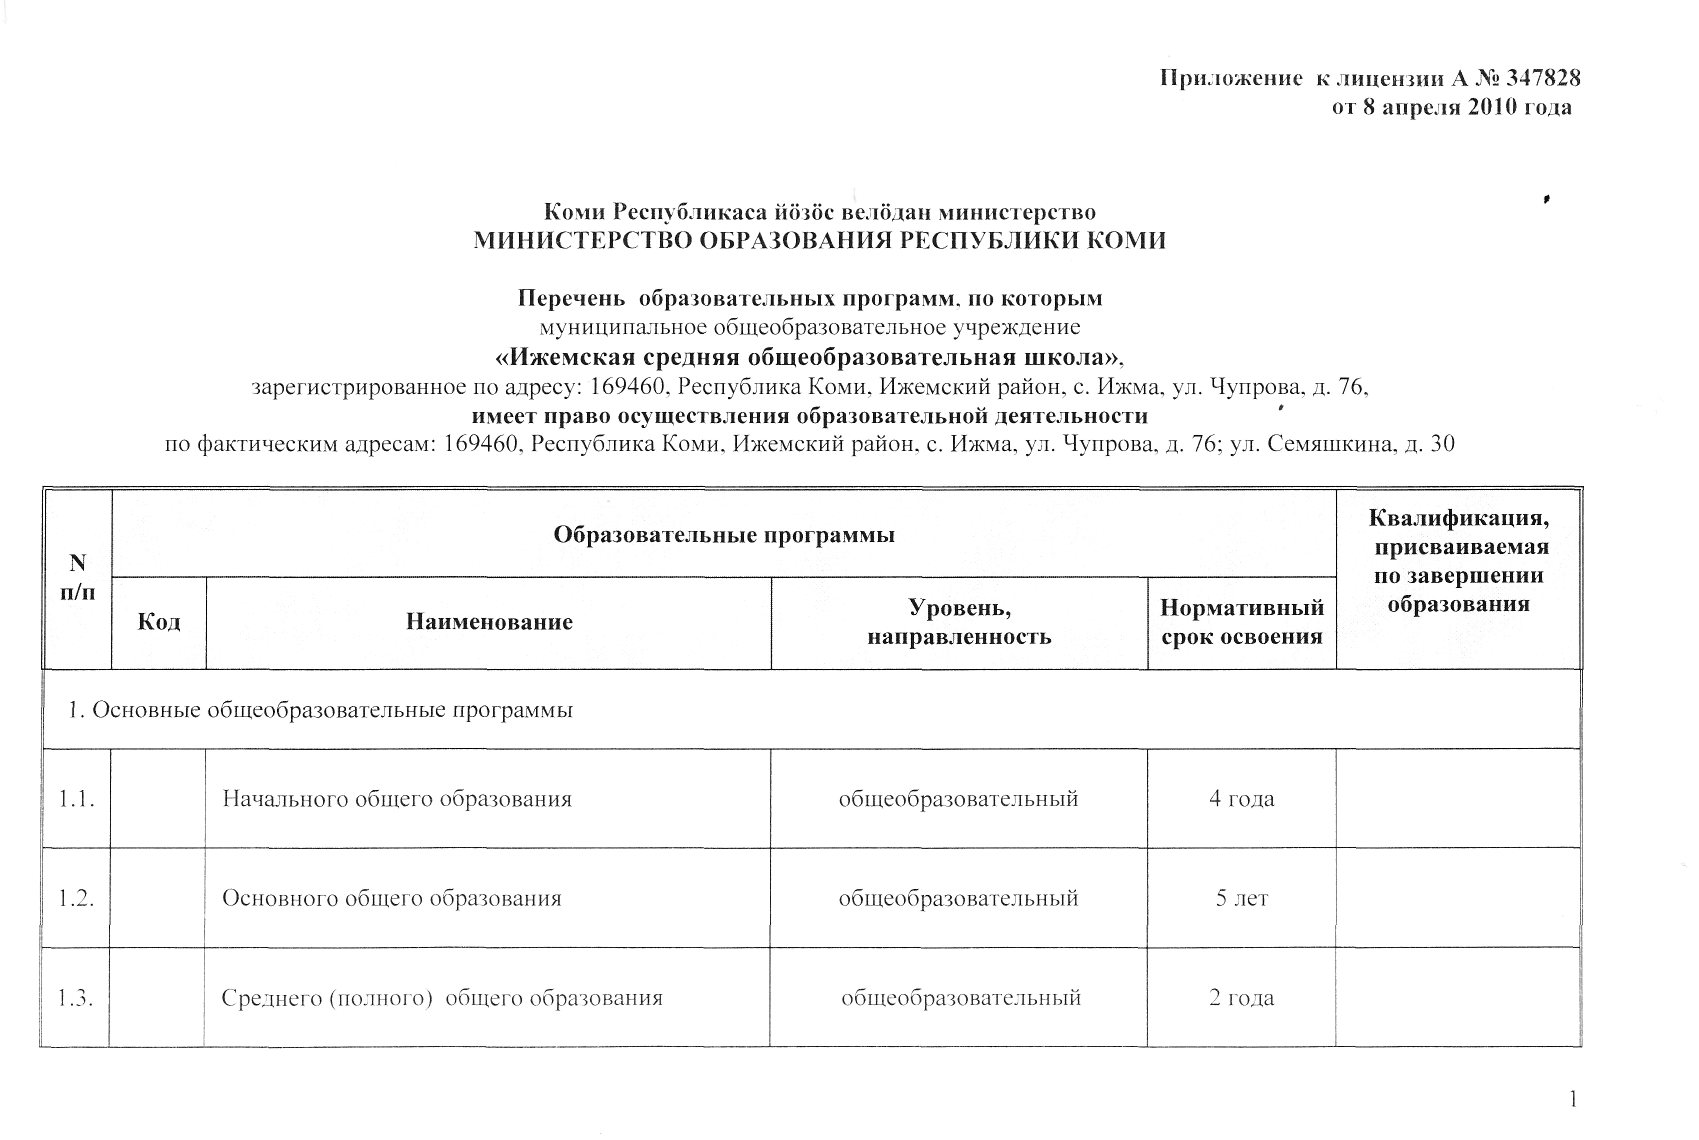 Приложение к лицензии А № 347828
от 8 апреля 2010 года
Коми Республикаса йöзöс велöдан министерство
МИНИСТЕРСТВО ОБРАЗОВАНИЯ РЕСПУБЛИКИ КОМИ
Перечень образовательных программ, по которым
муниципальное общеобразовательное учреждение
«Ижемская средняя общеобразовательная школа»,
зарегистрированное по адресу: 169460, Республика Коми, Ижемский район, с. Ижма, ул. Чупрова, д. 76,
имеет право осуществления образовательной деятельности
по фактическим адресам: 169460, Республика Коми, Ижемский район, с. Ижма, ул. Чупрова, д. 76; ул. Семяшкина, д. 30
N
п/п
Образовательные программы
Квалификация,
присваиваемая
по завершении
образования
Код
Наименование
Уровень,
направленность
Нормативный
срок освоения
1. Основные общеобразовательные программы
1.1. Начального общего образования общеобразовательный 4 года
1.2. Основного общего образования общеобразовательный 5 лет
1.3. Среднего (полного) общего образования общеобразовательный 2 года
1